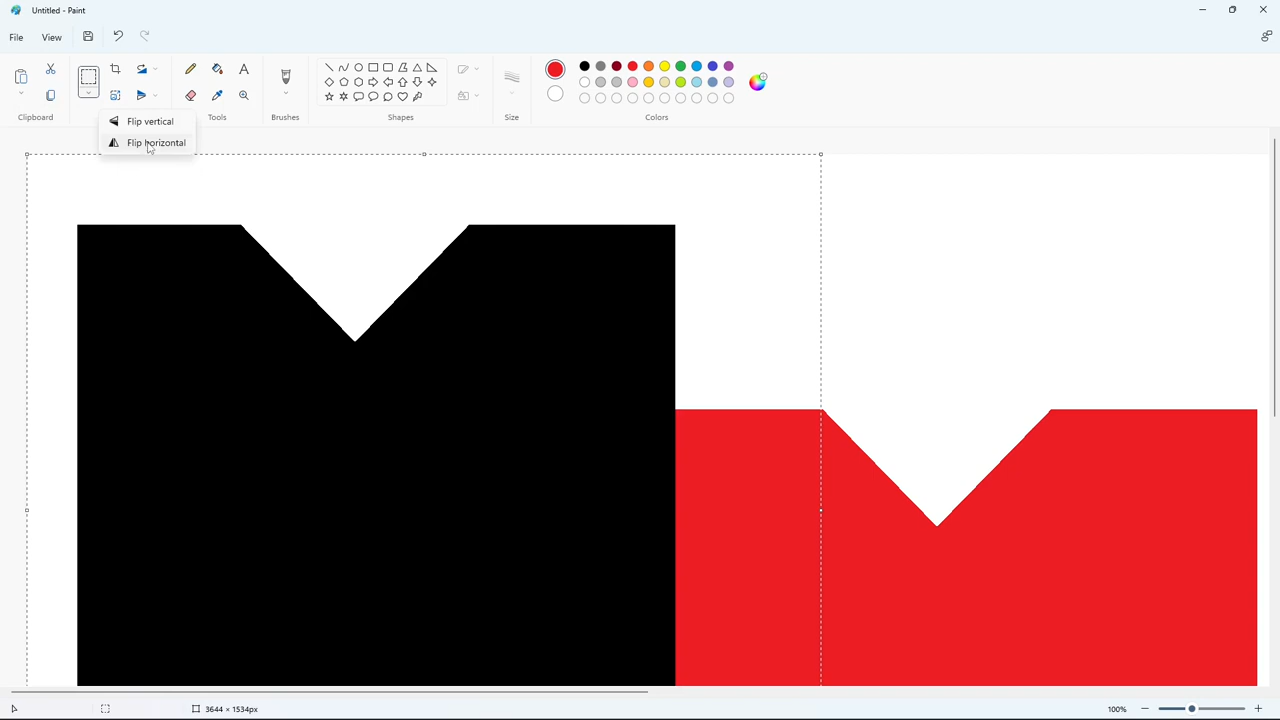 Untitled - Paint
File View
Flip vertical
Flip horizontal
Clipboard Tools Brushes Shapes Size Colors
3644 × 1534px 100%